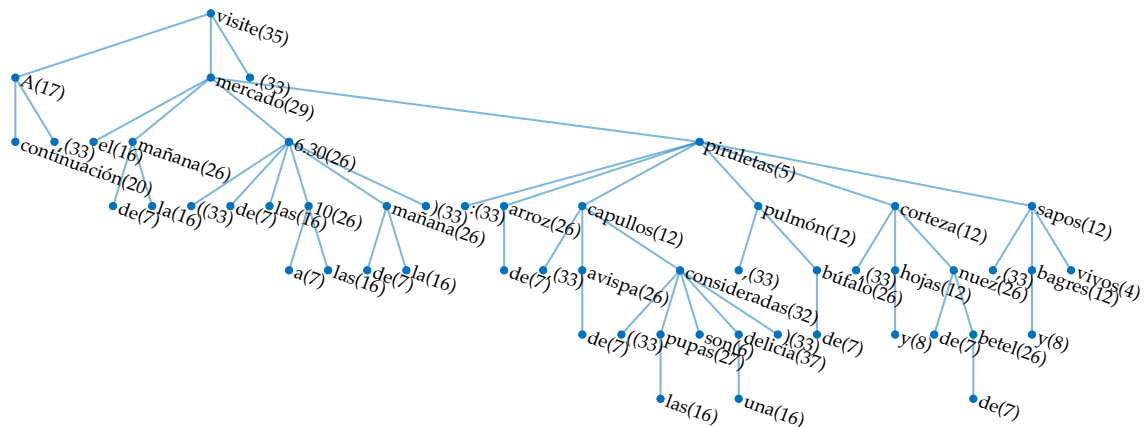 visite(35)
A(17) mercado(29) .(33)
continuación(20) ,(33) el(16) mañana(26) 6.30(26) piruletas(5)
de(7) la(16) ((33) de(7) las(16) 10(26) mañana(26) )(33) :(33) arroz(26) capullos(12) pulmón(12) corteza(12) sapos(12)
a(7) las(16) de(7) la(16) de(7) ,(33) avispa(26) consideradas(32) ,(33) búfalo(26) ,(33) hojas(12) nuez(26) ,(33) bagres(12) vivos(4)
de(7) ((33) pupas(27) son(6) delicia(37) )(33) de(7) y(8) de(7) betel(26) y(8)
las(16) una(16) de(7)